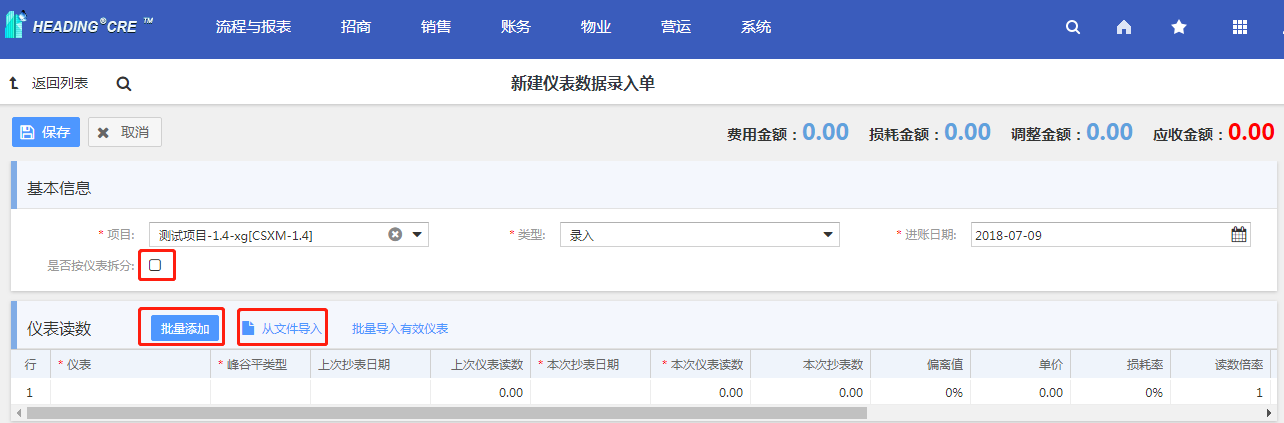 HEADING®CRE ™ 流程与报表 招商 销售 账务 物业 营运 系统
返回列表 新建仪表数据录入单
保存 取消 费用金额：0.00 损耗金额：0.00 调整金额：0.00 应收金额：0.00
基本信息
* 项目: 测试项目-1.4-xg[CSXM-1.4] * 类型: 录入 * 进账日期: 2018-07-09
是否按仪表拆分:
仪表读数 批量添加 从文件导入 批量导入有效仪表
行 * 仪表 * 峰谷平类型 上次抄表日期 上次仪表读数 * 本次抄表日期 * 本次仪表读数 本次抄表数 偏离值 单价 损耗率 读数倍率
1 0.00 0.00 0.00 0% 0.00 0% 1